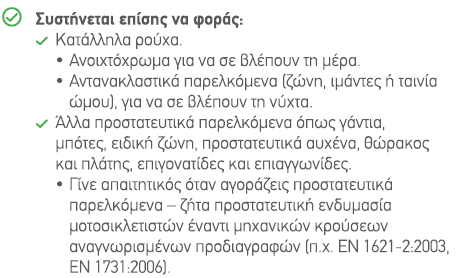 Συστήνεται επίσης να φοράς:
Κατάλληλα ρούχα.
• Ανοιχτόχρωμα για να σε βλέπουν τη μέρα.
• Αντανακλαστικά παρελκόμενα (ζώνη, ιμάντες ή ταινία
ώμου), για να σε βλέπουν τη νύχτα.
Άλλα προστατευτικά παρελκόμενα όπως γάντια,
μπότες, ειδική ζώνη, προστατευτικά αυχένα, θώρακος
και πλάτης, επιγονατίδες και επιαγγωνίδες.
• Γίνε απαιτητικός όταν αγοράζεις προστατευτικά
παρελκόμενα – ζήτα προστατευτική ενδυμασία
μοτοσικλετιστών έναντι μηχανικών κρούσεων
αναγνωρισμένων προδιαγραφών (π.χ. EN 1621-2:2003,
EN 1731:2006).